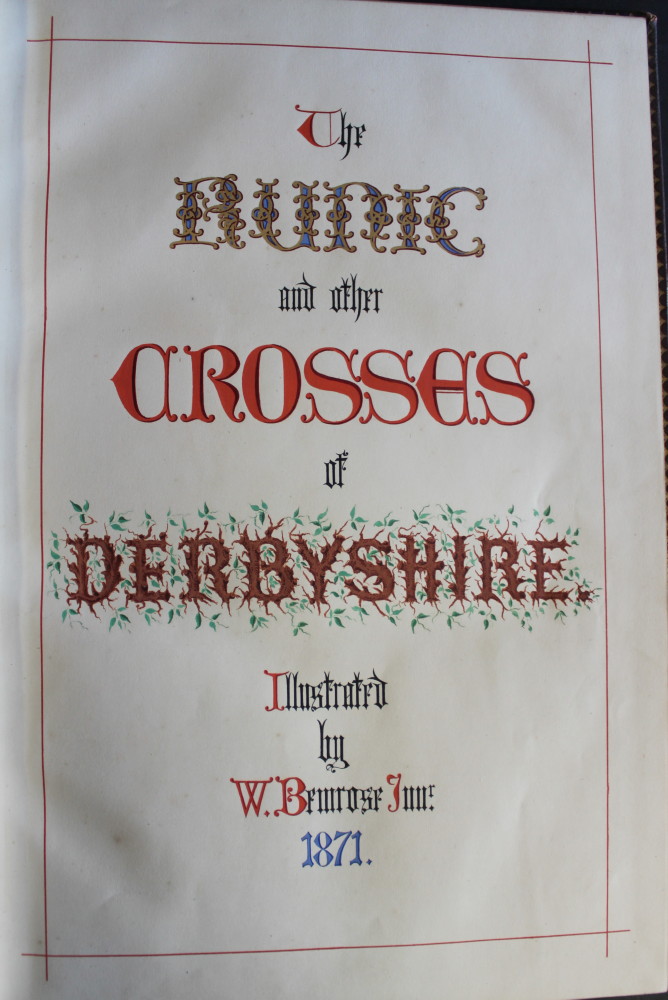 The
RUNIC
and other
CROSSES
of
DERBYSHIRE.
Illustrated
by
W. Bemrose Junr.
1871.